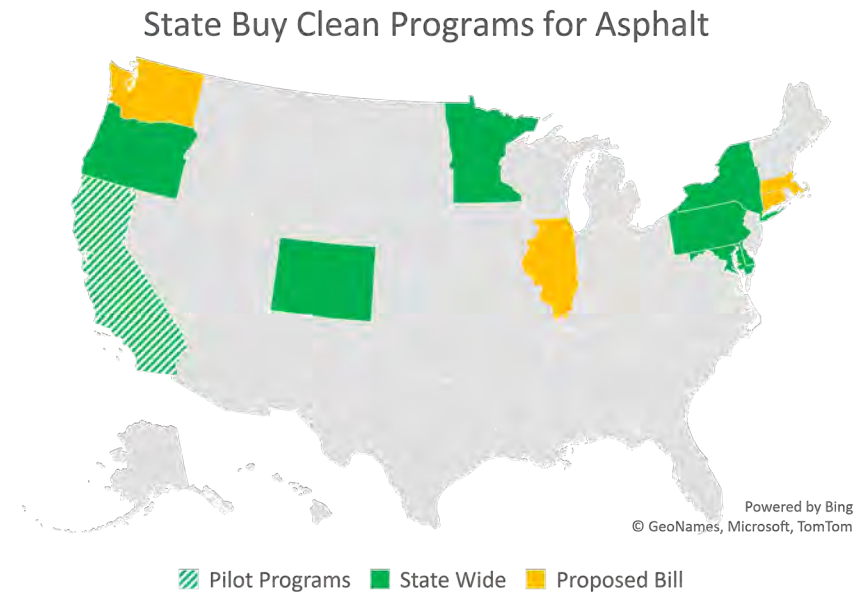 State Buy Clean Programs for Asphalt
Powered by Bing
© GeoNames, Microsoft, TomTom
Pilot Programs State Wide Proposed Bill